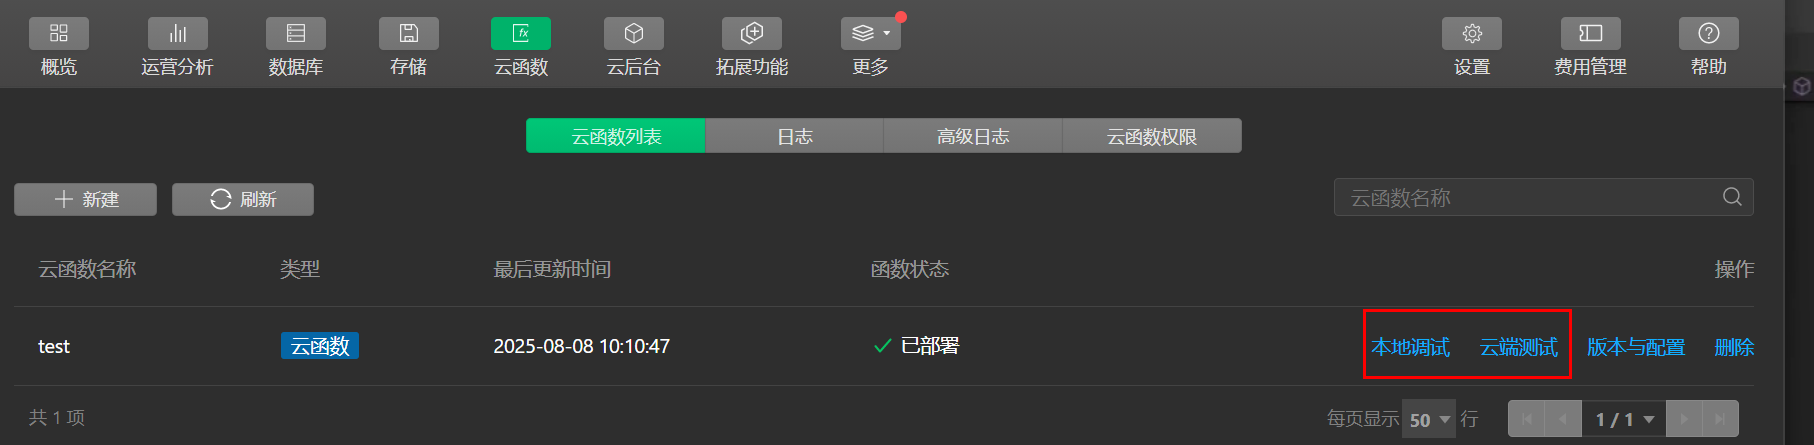 概览 运营分析 数据库 存储 云函数 云后台 拓展功能 更多 设置 费用管理 帮助
云函数列表 日志 高级日志 云函数权限
新建 刷新 云函数名称
云函数名称 类型 最后更新时间 函数状态 操作
test 云函数 2025-08-08 10:10:47 已部署 本地调试 云端测试 版本与配置 删除
共 1 项 每页显示 50 行 1 / 1